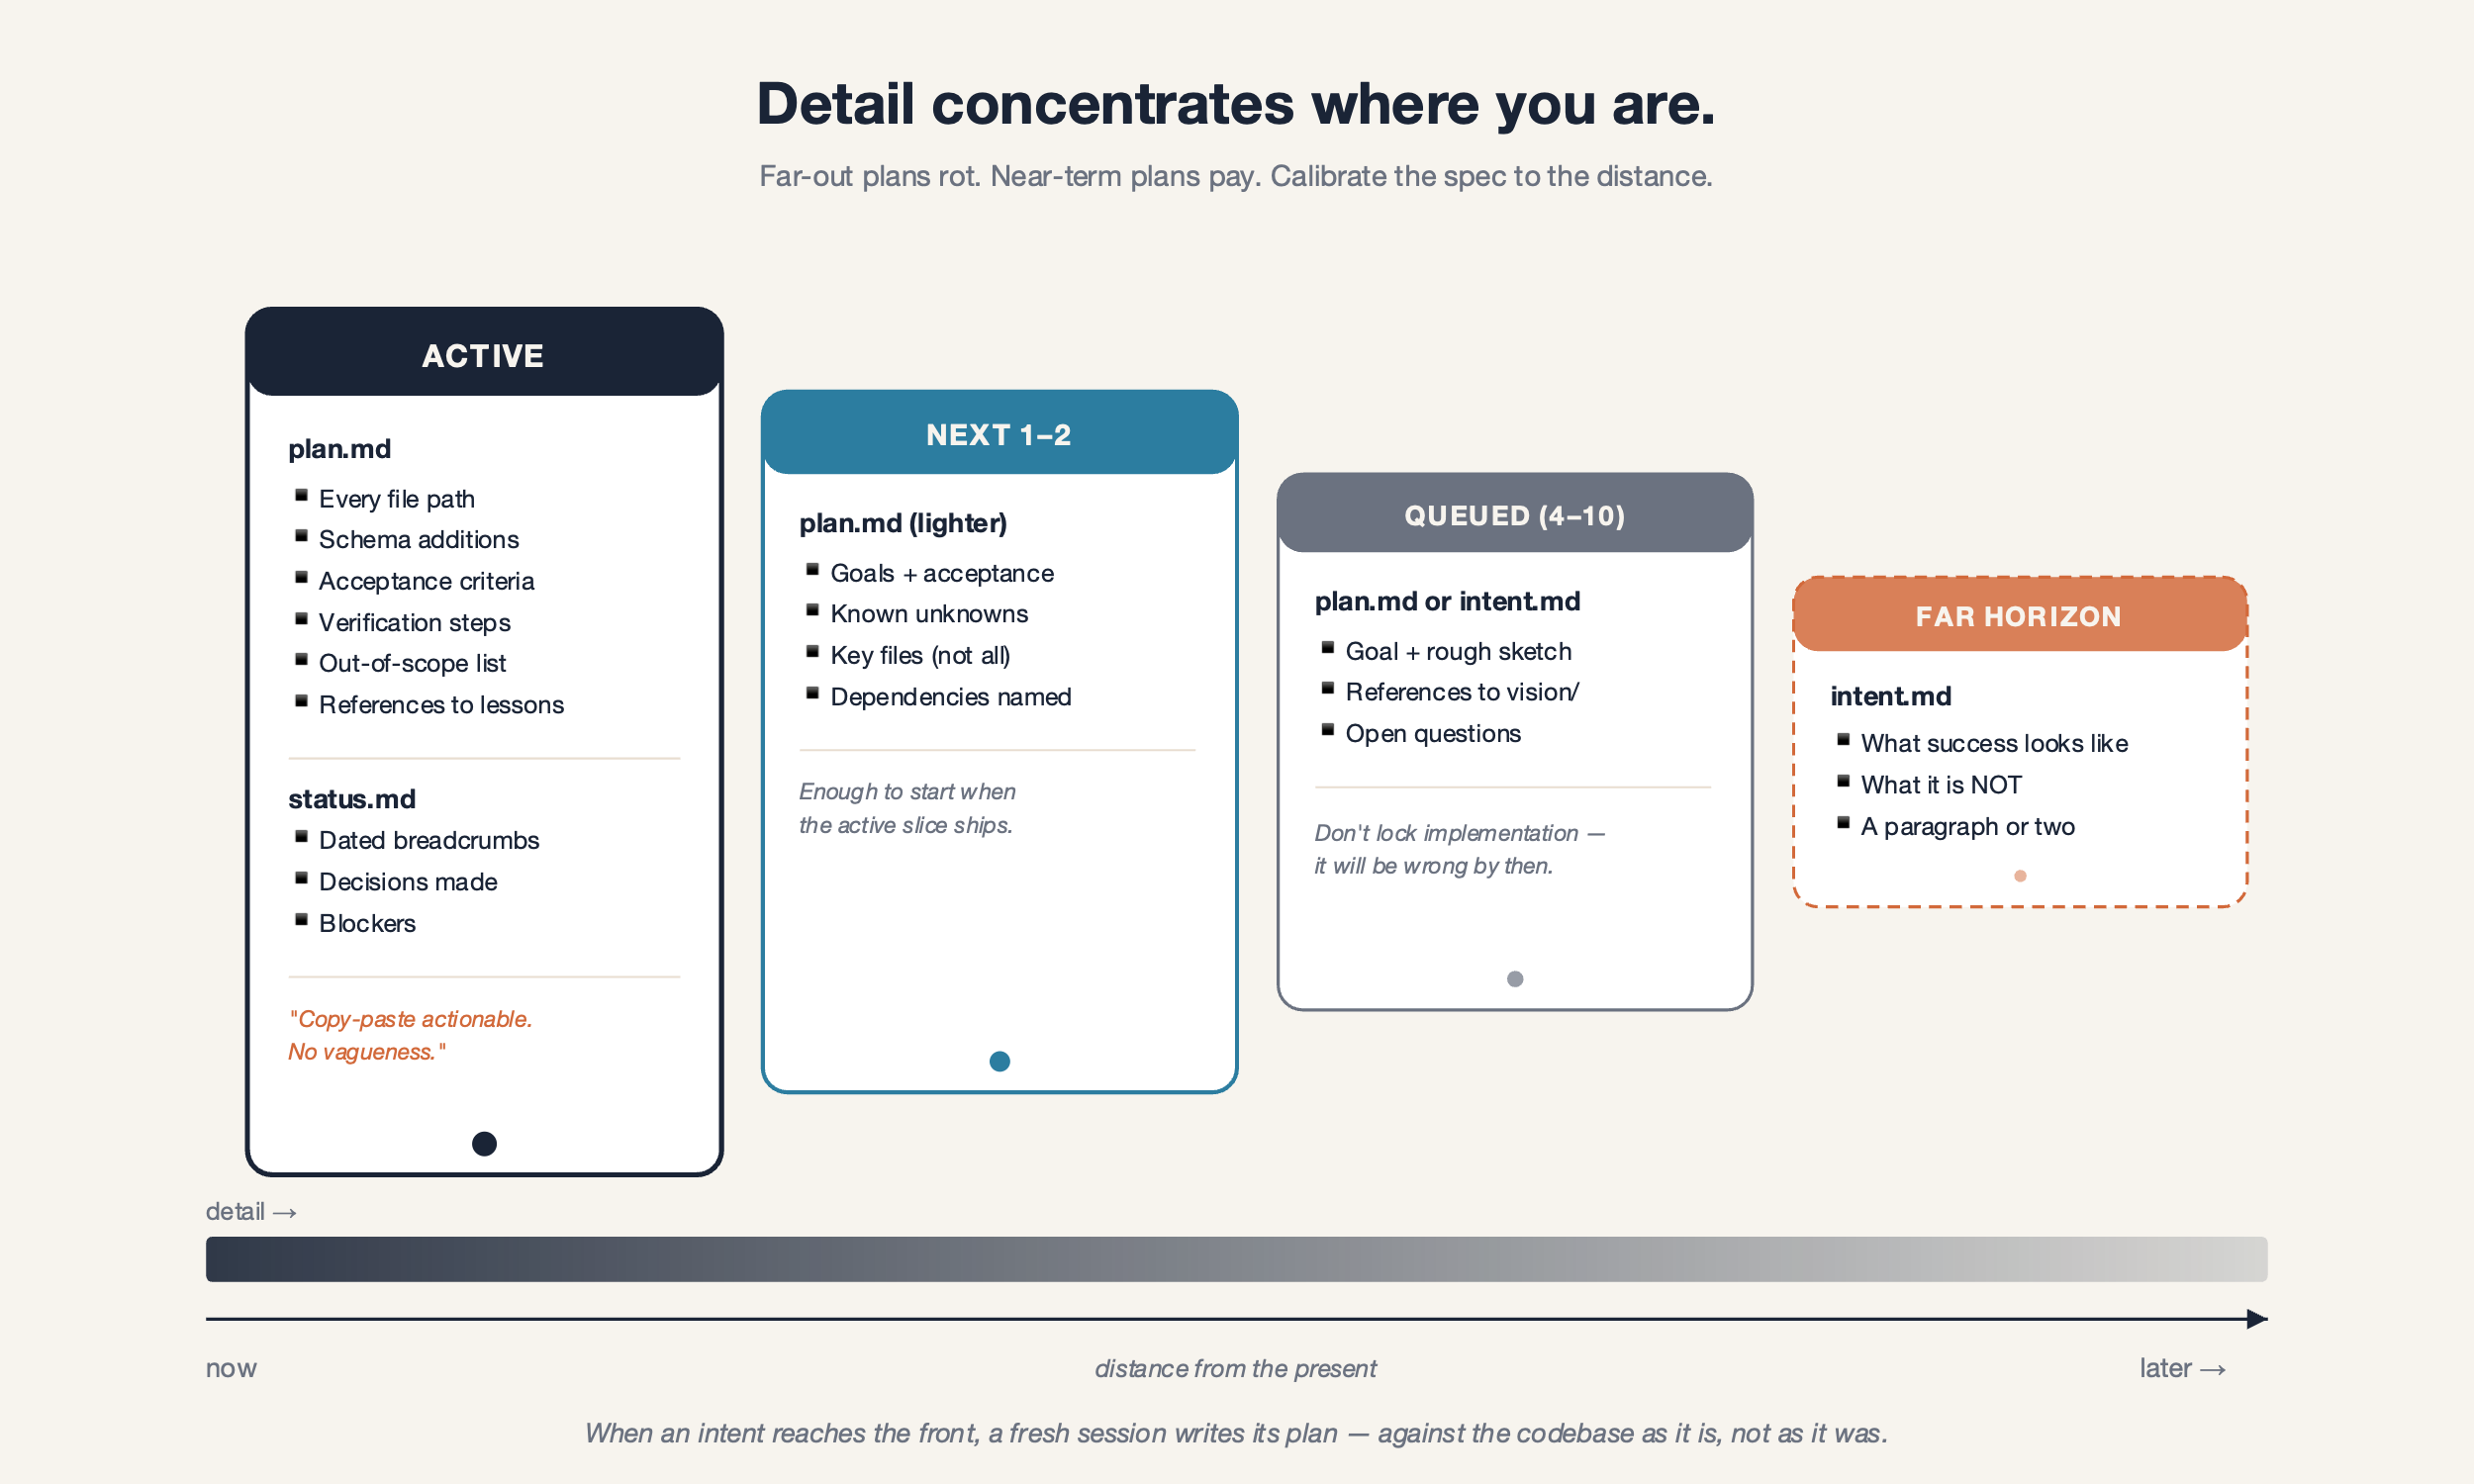 Detail concentrates where you are.
Far-out plans rot. Near-term plans pay. Calibrate the spec to the distance.
ACTIVE
plan.md
Every file path
Schema additions
Acceptance criteria
Verification steps
Out-of-scope list
References to lessons
status.md
Dated breadcrumbs
Decisions made
Blockers
"Copy-paste actionable.
No vagueness."
NEXT 1–2
plan.md (lighter)
Goals + acceptance
Known unknowns
Key files (not all)
Dependencies named
Enough to start when
the active slice ships.
QUEUED (4–10)
plan.md or intent.md
Goal + rough sketch
References to vision/
Open questions
Don't lock implementation —
it will be wrong by then.
FAR HORIZON
intent.md
What success looks like
What it is NOT
A paragraph or two
detail →
now
distance from the present
later →
When an intent reaches the front, a fresh session writes its plan — against the codebase as it is, not as it was.